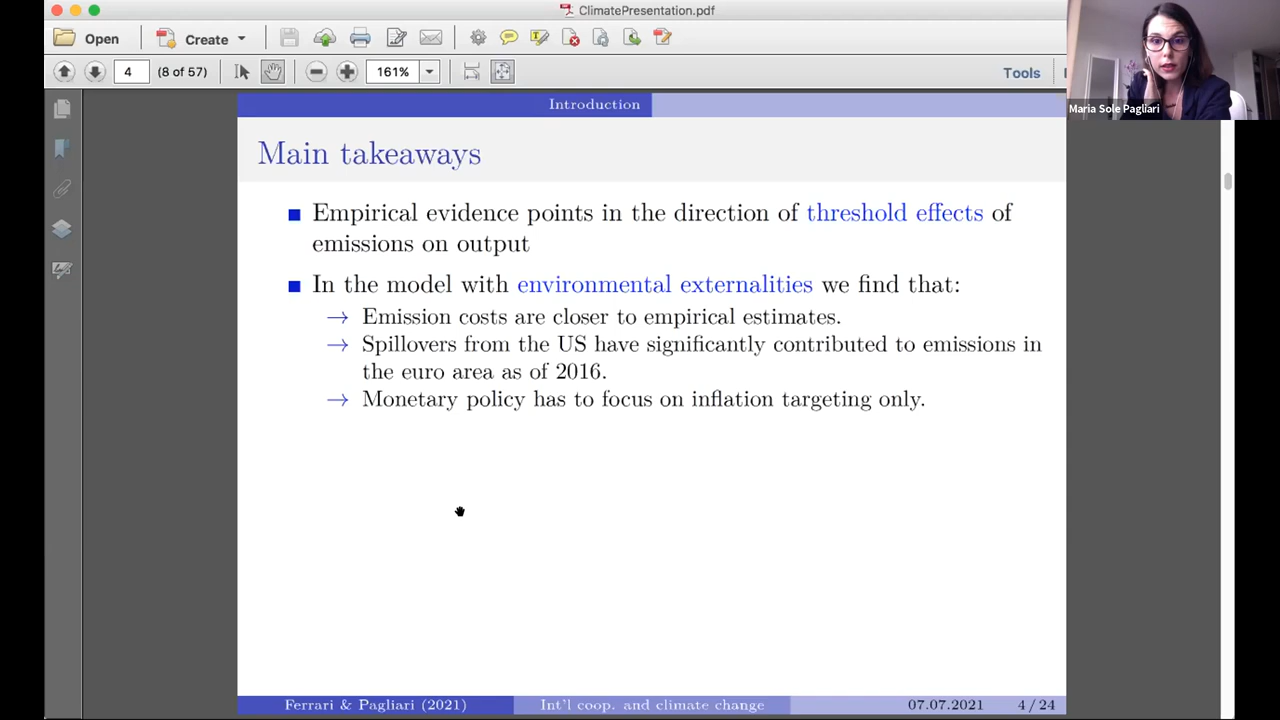 ClimatePresentation.pdf
Open
Create
4
(8 of 57)
161%
Tools
Maria Sole Pagliari
Introduction
Main takeaways
Empirical evidence points in the direction of threshold effects of
emissions on output
In the model with environmental externalities we find that:
→ Emission costs are closer to empirical estimates.
→ Spillovers from the US have significantly contributed to emissions in
the euro area as of 2016.
→ Monetary policy has to focus on inflation targeting only.
Ferrari & Pagliari (2021)
Int'l coop. and climate change
07.07.2021
4 / 24